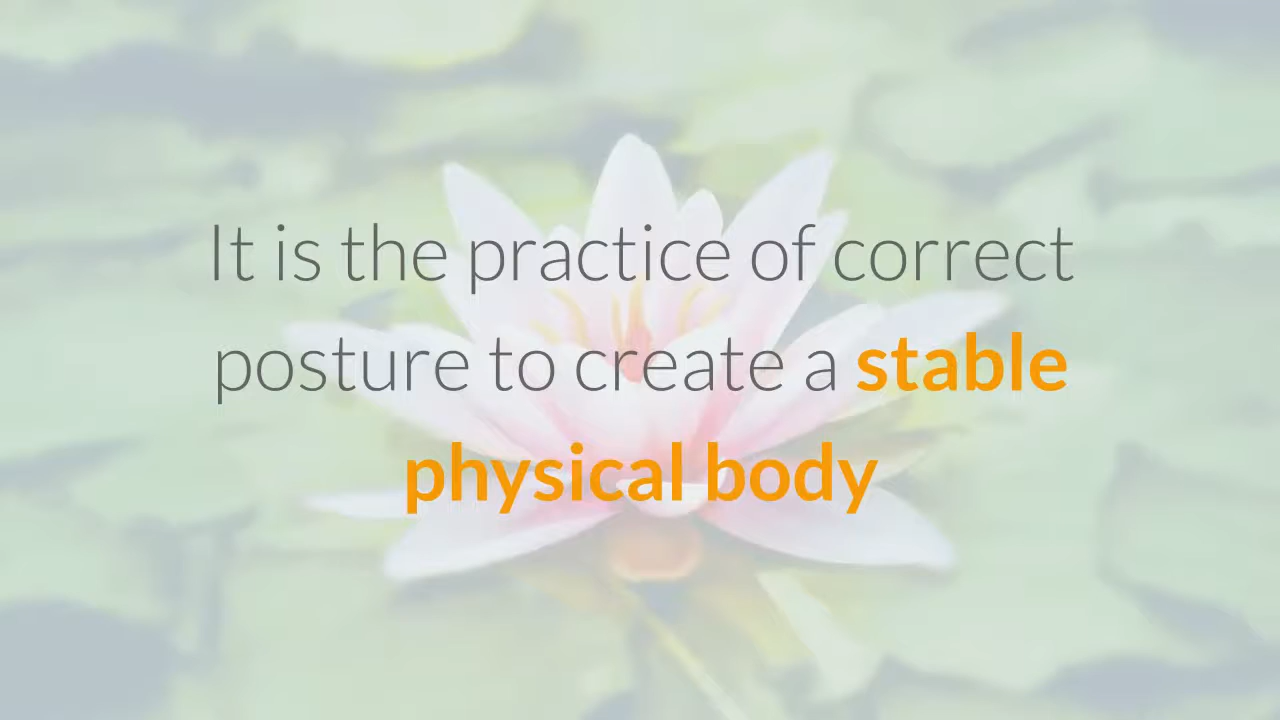 It is the practice of correct
posture to create a stable
physical body